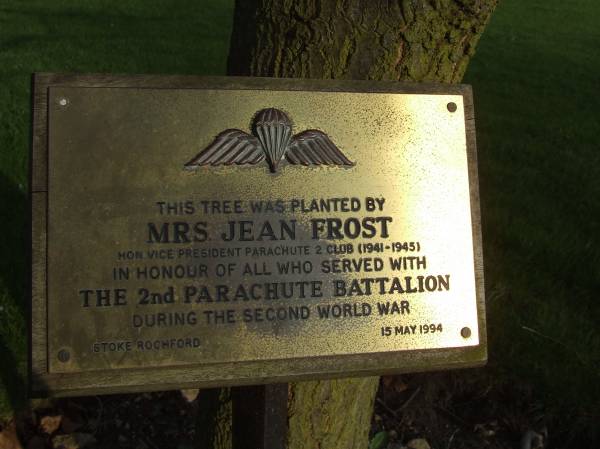 THIS TREE WAS PLANTED BY
MRS. JEAN FROST
HON VICE PRESIDENT PARACHUTE 2 CLUB (1941-1945)
IN HONOUR OF ALL WHO SERVED WITH
THE 2nd PARACHUTE BATTALION
DURING THE SECOND WORLD WAR
STOKE ROCHFORD
15 MAY 1994